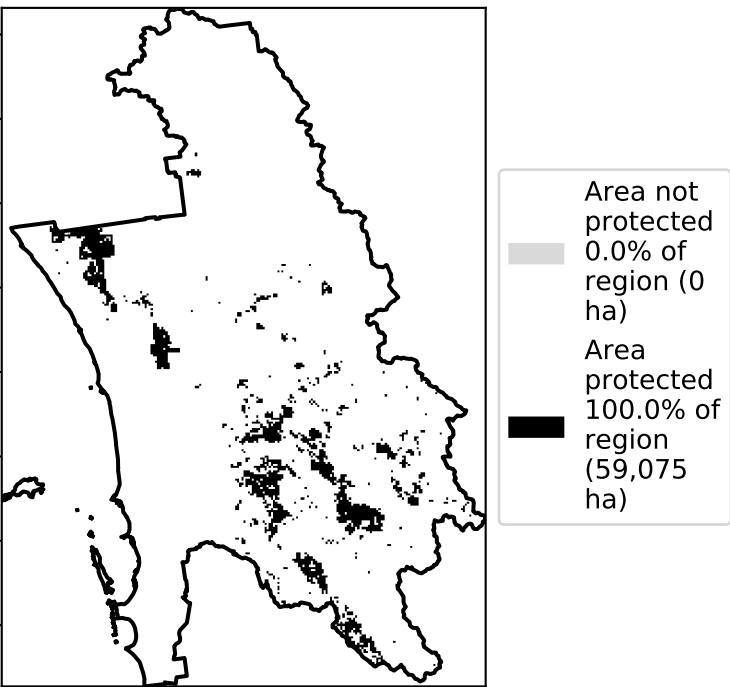 Area not
protected
0.0% of
region (0
ha)
Area
protected
100.0% of
region
(59,075
ha)